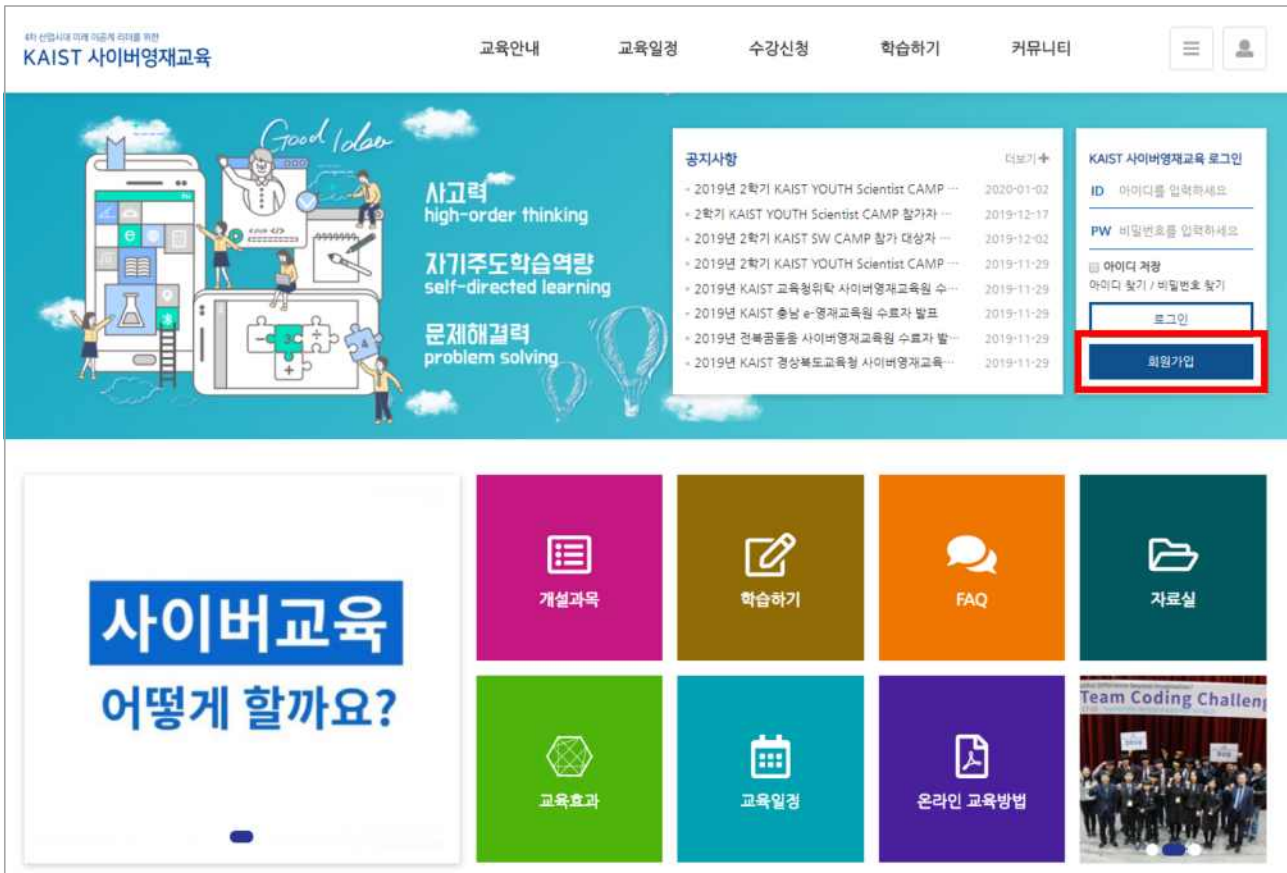 4차 산업시대 미래 이공계 리더를 위한
KAIST 사이버영재교육
교육안내
교육일정
수강신청
학습하기
커뮤니티
Good Idea
사고력
high-order thinking
자기주도학습역량
self-directed learning
문제해결력
problem solving
공지사항
더보기 +
2019년 2학기 KAIST YOUTH Scientist CAMP ··· 2020-01-02
2학기 KAIST YOUTH Scientist CAMP 참가자 ··· 2019-12-17
2019년 2학기 KAIST SW CAMP 참가 대상자 ··· 2019-12-02
2019년 2학기 KAIST YOUTH Scientist CAMP ··· 2019-11-29
2019년 KAIST 교육청위탁 사이버영재교육원 수··· 2019-11-29
2019년 KAIST 충남 e-영재교육원 수료자 발표 2019-11-29
2019년 전북꿈돋움 사이버영재교육원 수료자 발··· 2019-11-29
2019년 KAIST 경상북도교육청 사이버영재교육··· 2019-11-29
KAIST 사이버영재교육 로그인
ID 아이디를 입력하세요
PW 비밀번호를 입력하세요
아이디 저장
아이디 찾기 / 비밀번호 찾기
로그인
회원가입
사이버교육
어떻게 할까요?
개설과목
학습하기
FAQ
자료실
교육효과
교육일정
온라인 교육방법
Team Coding Challeng